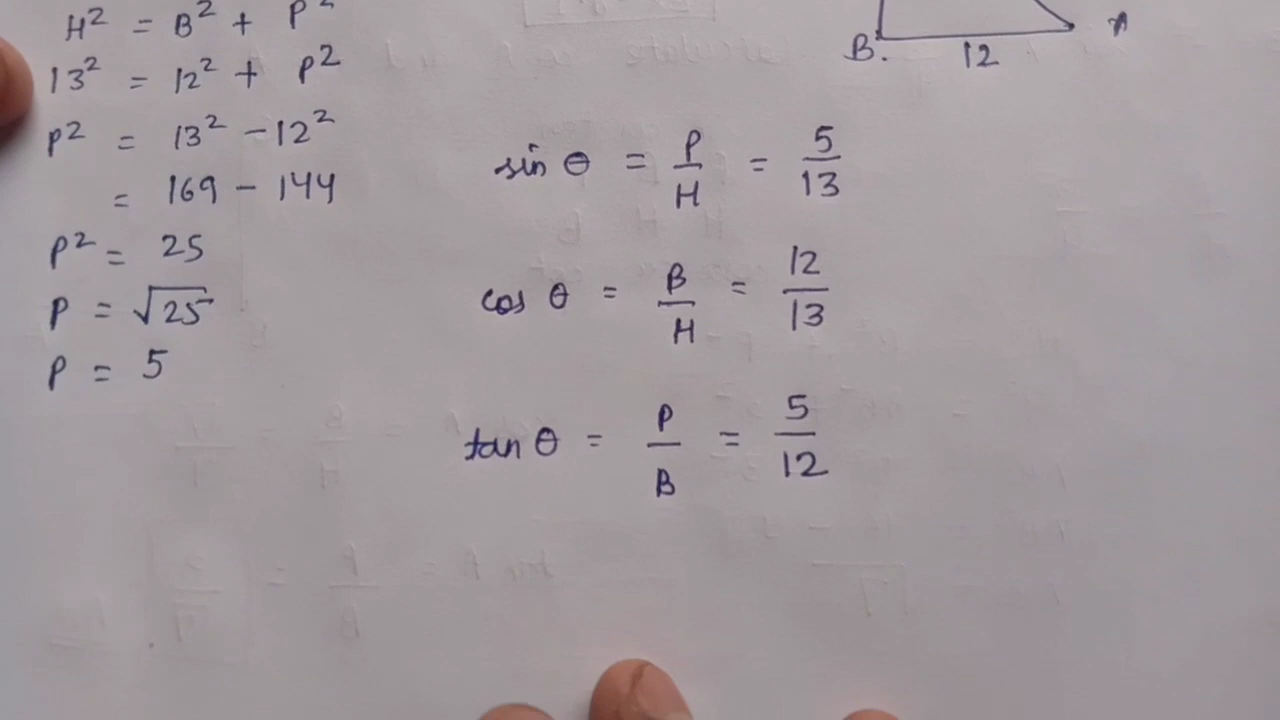 H² = B² + P²
13² = 12² + P²
P² = 13² - 12²
= 169 - 144
P² = 25
P = √25
P = 5
B.
12
A
sin θ = P/H = 5/13
cos θ = B/H = 12/13
tan θ = P/B = 5/12